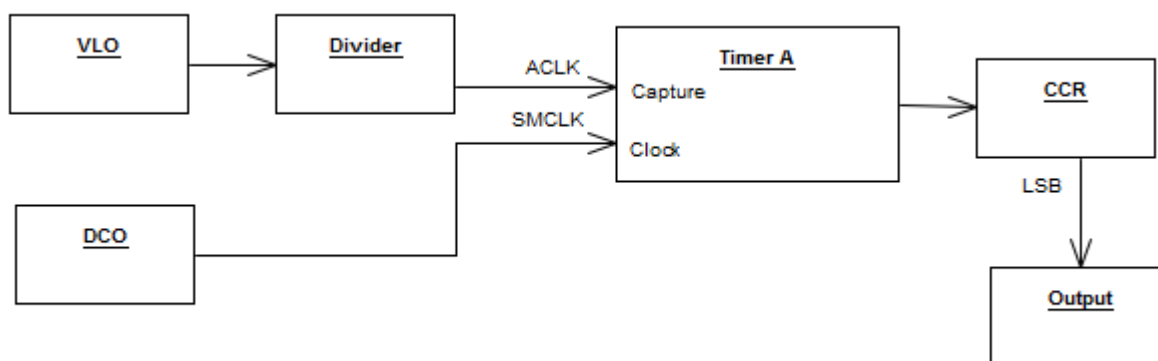 VLO
Divider
ACLK
SMCLK
Timer A
Capture
Clock
CCR
LSB
DCO
Output